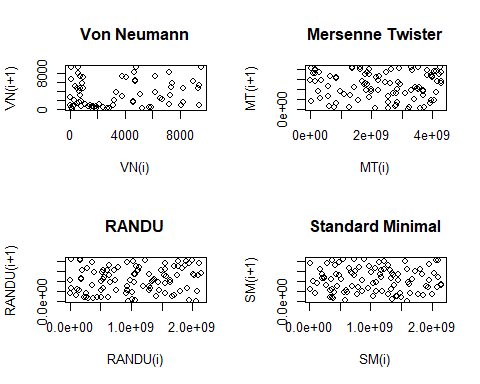 Von Neumann
VN(i+1)
0
8000
0
4000
8000
VN(i)
Mersenne Twister
MT(i+1)
0e+00
0e+00
2e+09
4e+09
MT(i)
RANDU
RANDU(i+1)
0.0e+00
0.0e+00
1.0e+09
2.0e+09
RANDU(i)
Standard Minimal
SM(i+1)
0.0e+00
0.0e+00
1.0e+09
2.0e+09
SM(i)